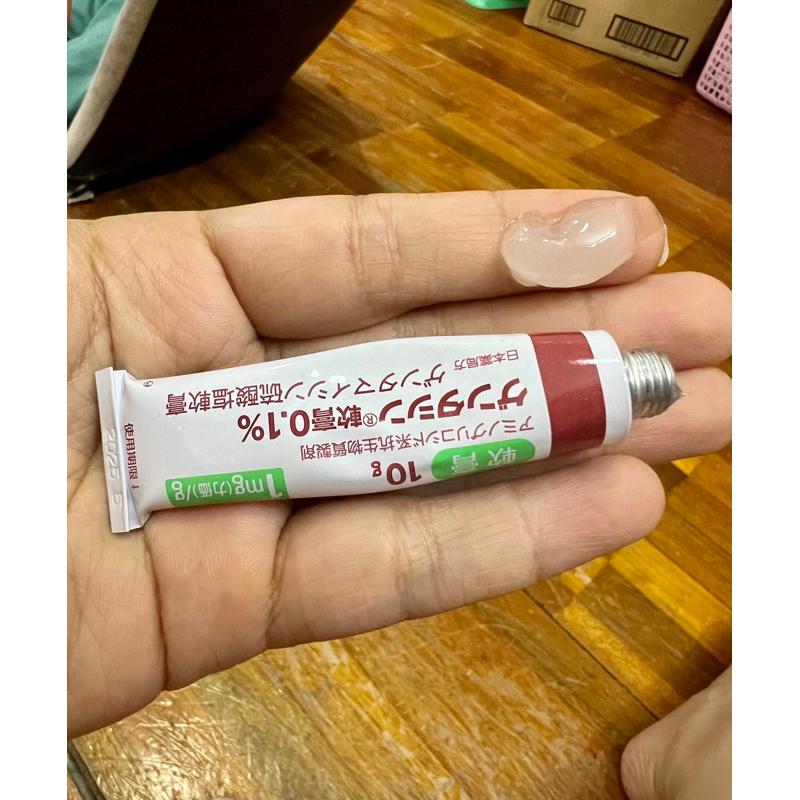 軟膏
10g
1mg(力価)/g
アミノグリコシド系抗生物質製剤
ゲンタシン®軟膏0.1%
日本薬局方
ゲンタマイシン硫酸塩軟膏
使用期限
2025